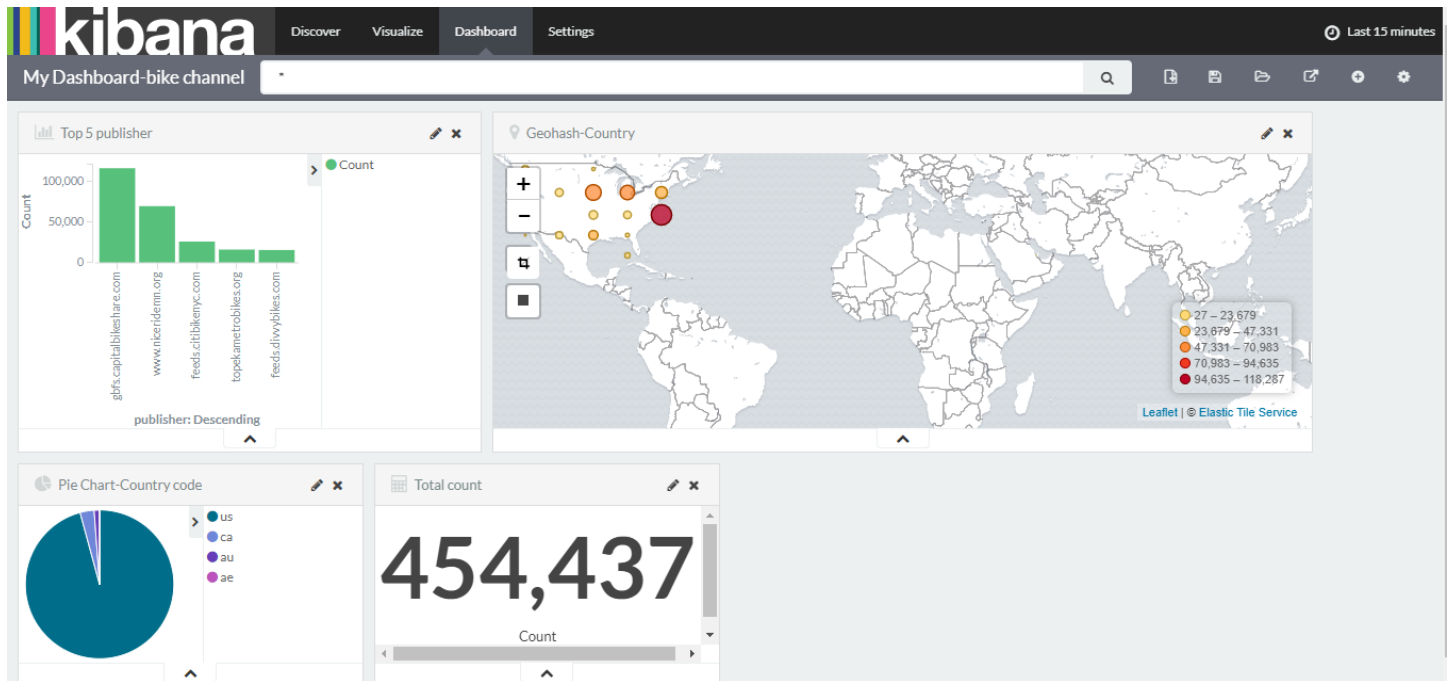 kibana Discover Visualize Dashboard Settings Last 15 minutes
My Dashboard-bike channel *
Top 5 publisher
Count
100,000
50,000
0
Count
gbfs.capitalbikeshare.com
www.niceridemn.org
feeds.citibikenyc.com
topekametrobikes.org
feeds.divvybikes.com
publisher: Descending
Geohash-Country
+
−
27 – 23,679
23,679 – 47,331
47,331 – 70,983
70,983 – 94,635
94,635 – 118,287
Leaflet | © Elastic Tile Service
Pie Chart-Country code
us
ca
au
ae
Total count
454,437
Count